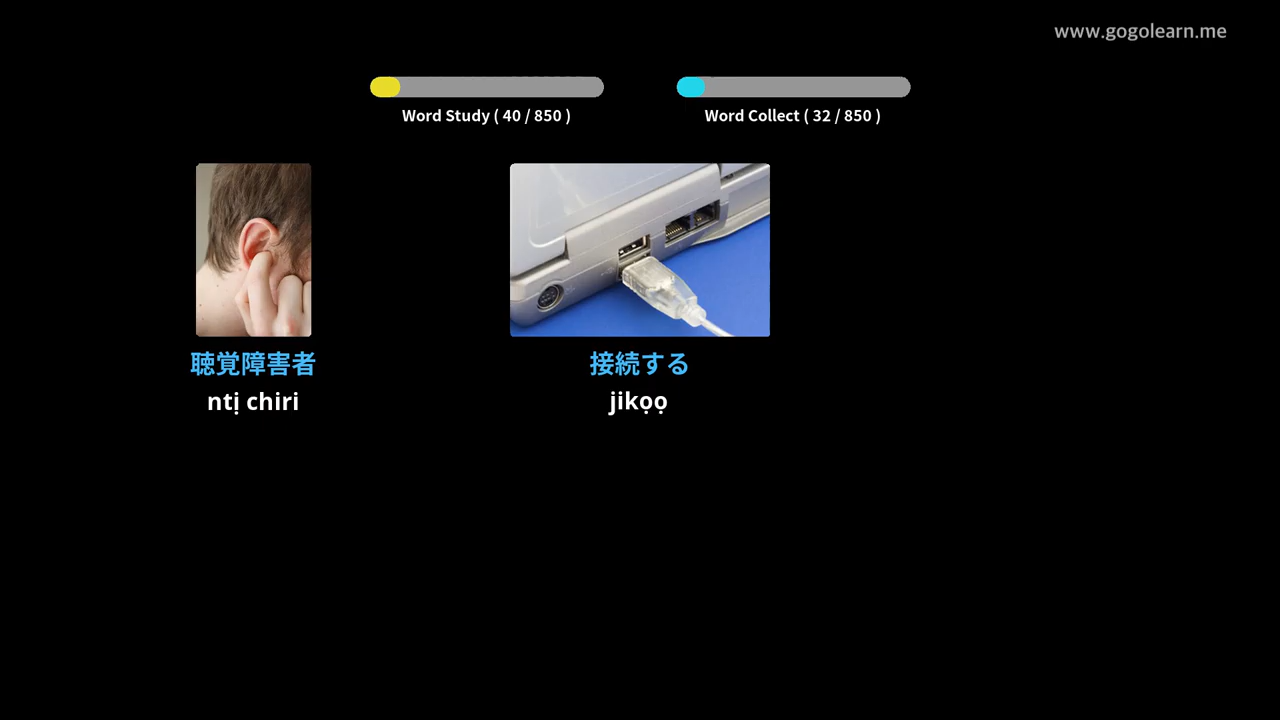 www.gogolearn.me
Word Study ( 40 / 850 )
Word Collect ( 32 / 850 )
聴覚障害者
ntị chiri
接続する
jikọọ